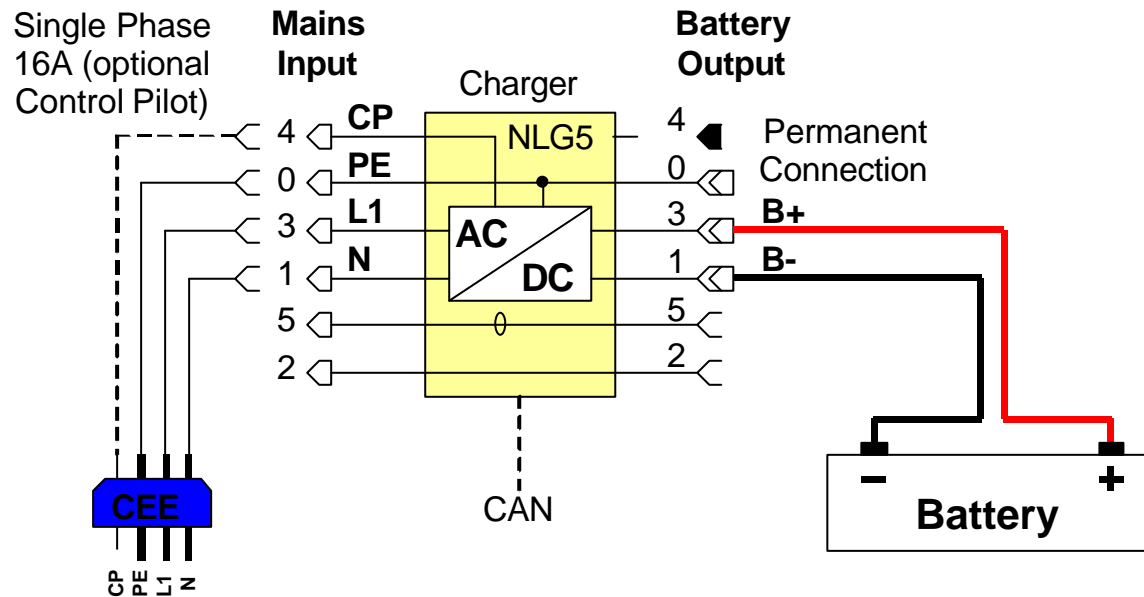 Single Phase
16A (optional
Control Pilot)
Mains
Input
Charger
Battery
Output
4 CP NLG5 4 Permanent
Connection
0 PE 0
3 L1 AC 3 B+
1 N DC 1 B-
5 5
2 2
CEE
CAN
- +
Battery
CP
PE
L1
N